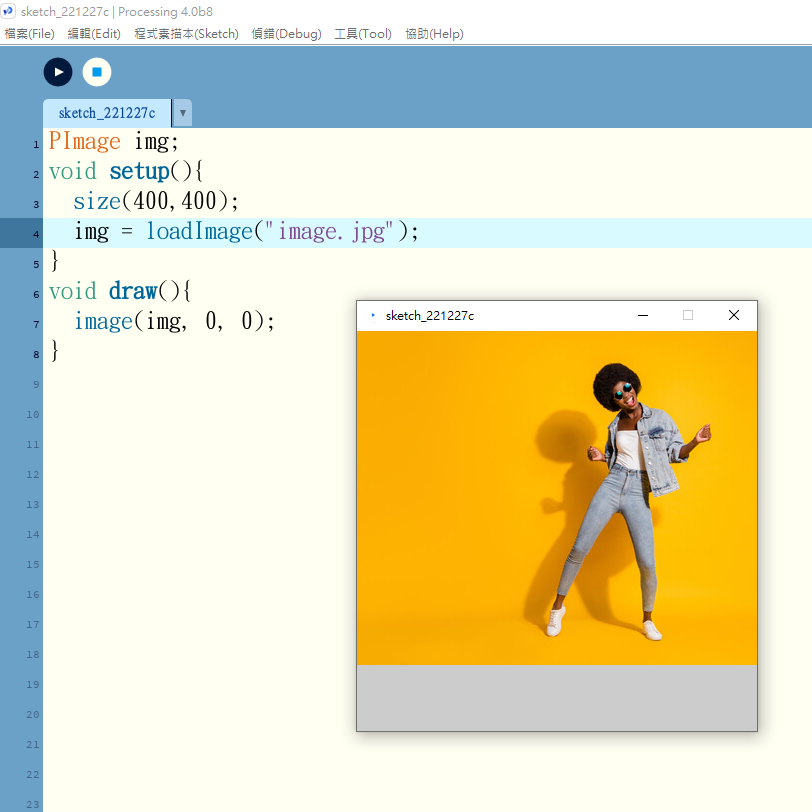 sketch_221227c | Processing 4.0b8
檔案(File) 編輯(Edit) 程式素描本(Sketch) 偵錯(Debug) 工具(Tool) 協助(Help)
sketch_221227c ▼
1 PImage img;
2 void setup(){
3 size(400,400);
4 img = loadImage("image.jpg");
5 }
6 void draw(){
7 image(img, 0, 0);
8 }
9
10
11
12
13
14
15
16
17
18
19
20
21
22
23
sketch_221227c